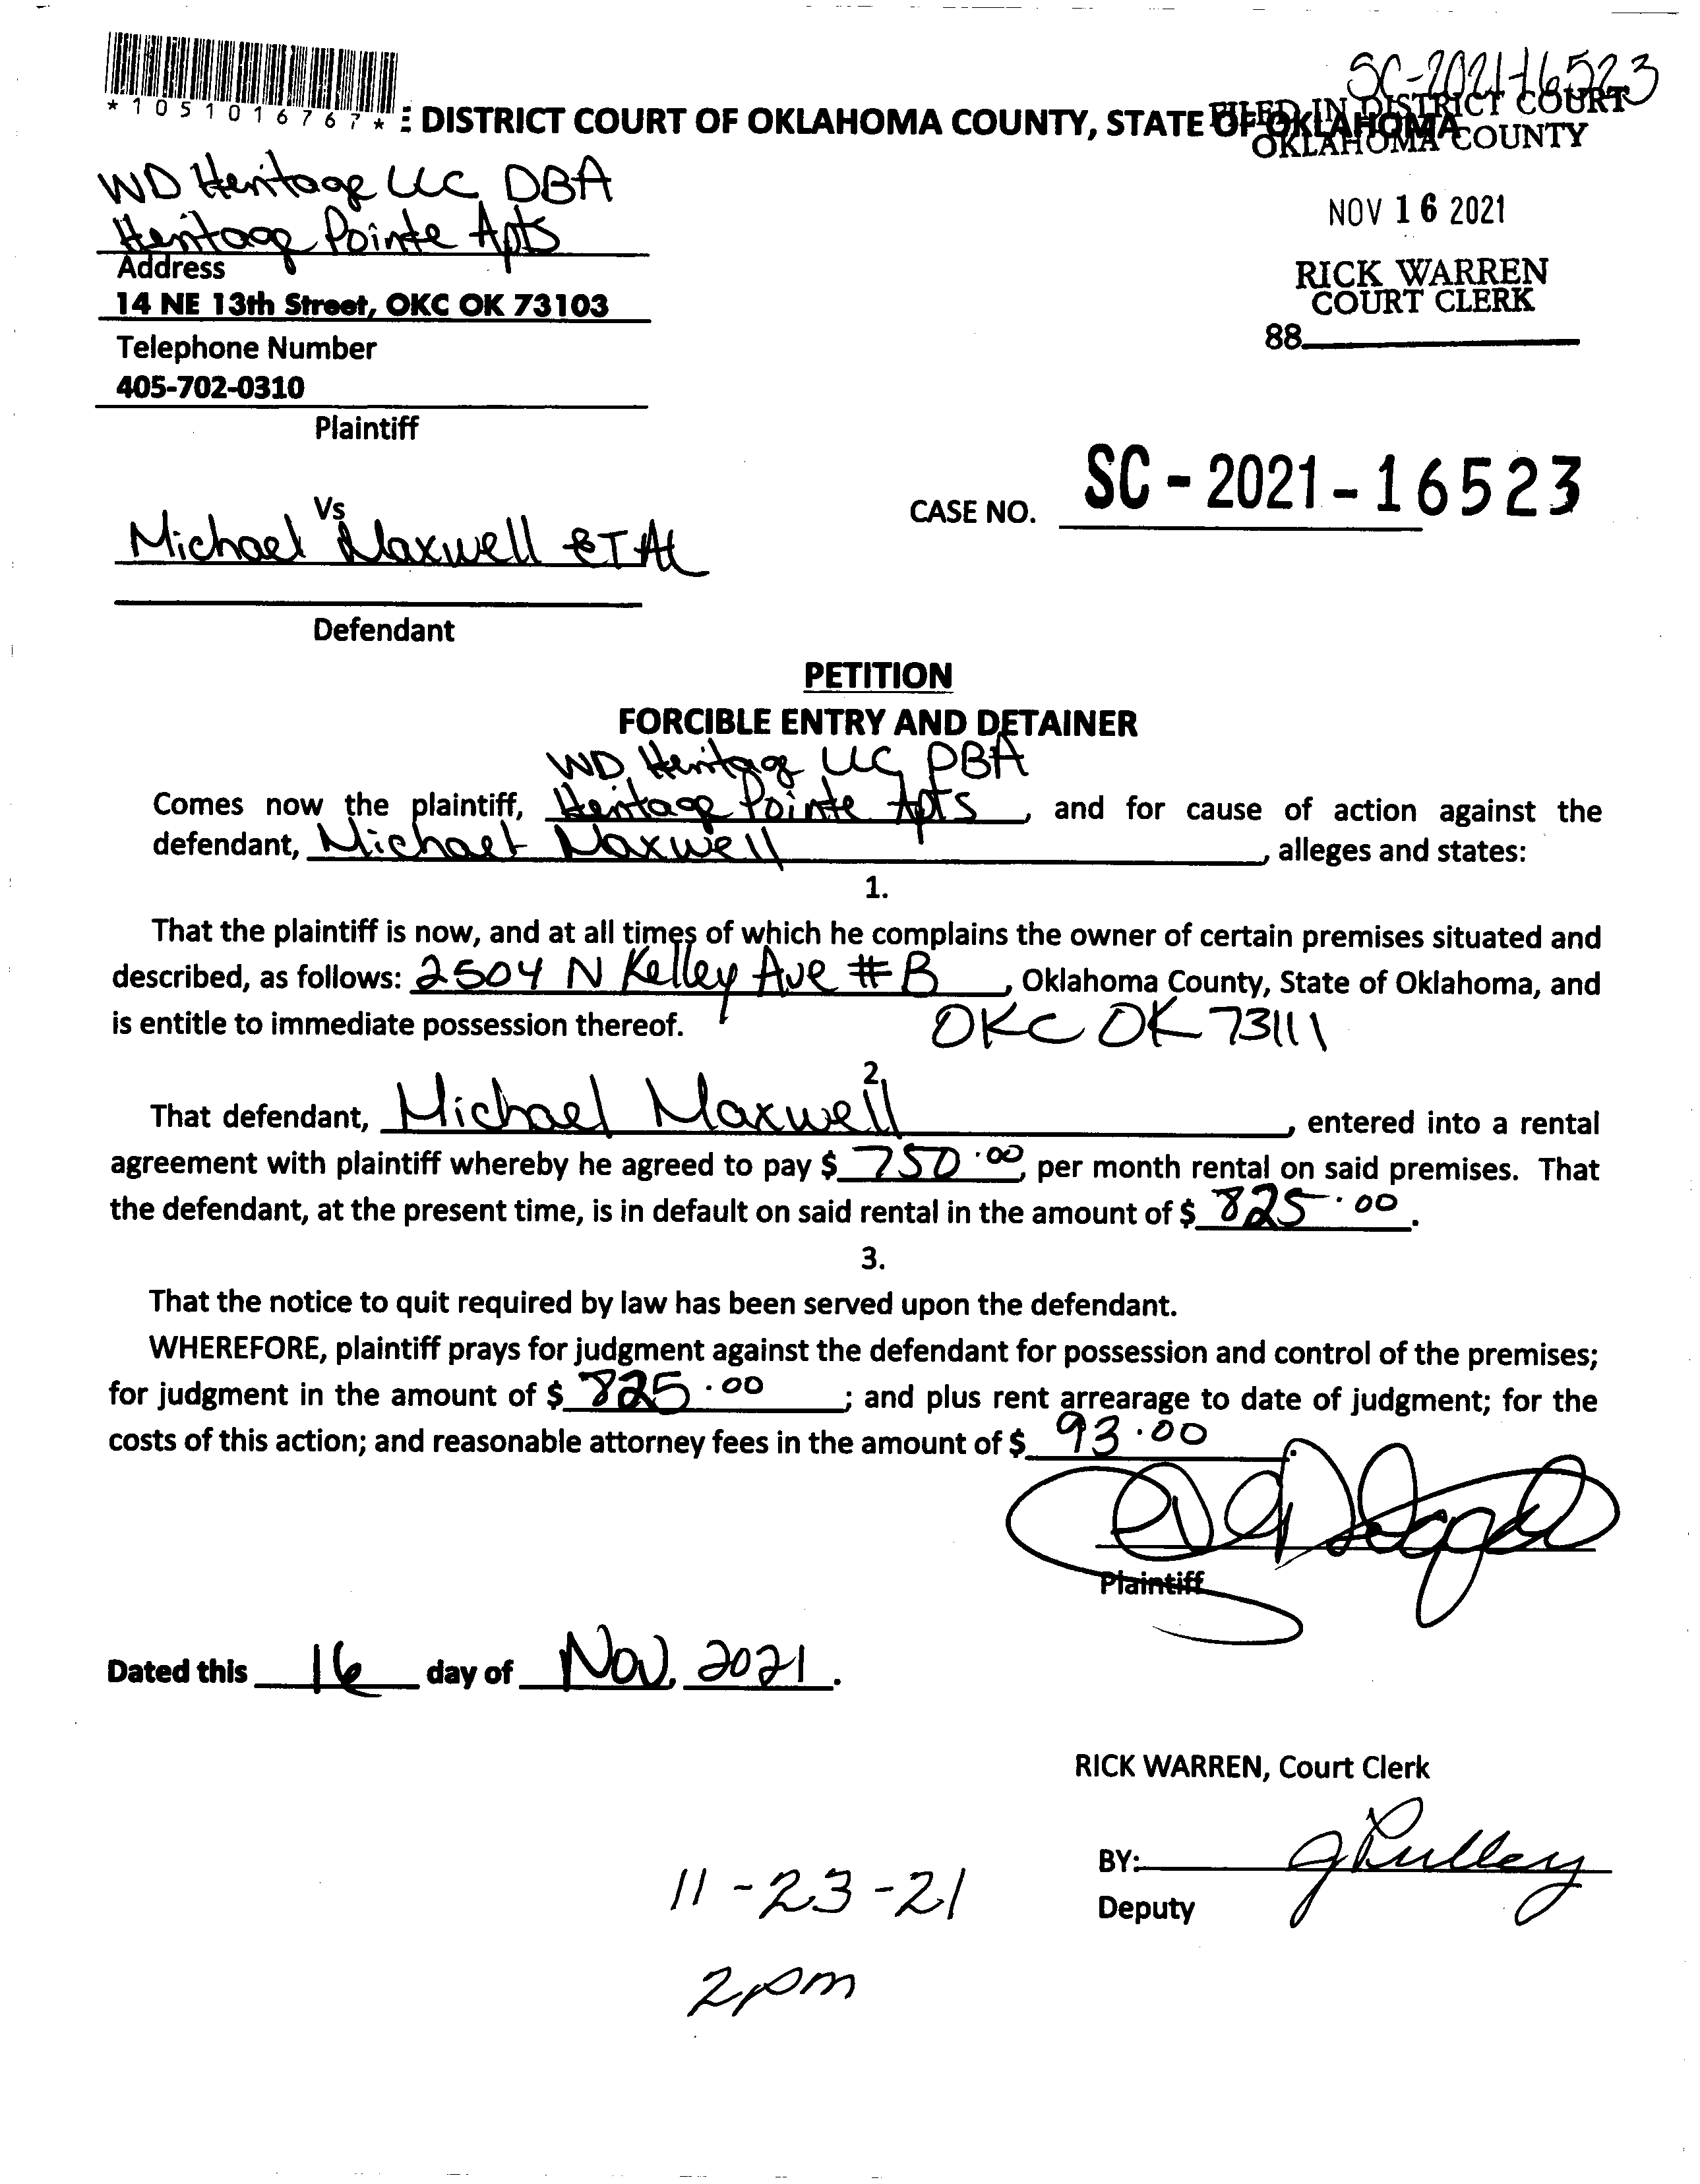 SC-2021-16523
*1051016767*
E DISTRICT COURT OF OKLAHOMA COUNTY, STATE OF OKLAHOMA
FILED IN DISTRICT COURT
OKLAHOMA COUNTY
WD Heritage LLC DBA
Heritage Pointe Apts
NOV 16 2021
Address
14 NE 13th Street, OKC OK 73103
RICK WARREN
COURT CLERK
88
Telephone Number
405-702-0310
Plaintiff
CASE NO. SC-2021-16523
Vs
Michael Maxwell ET AL
Defendant
PETITION
FORCIBLE ENTRY AND DETAINER
WD Heritage LLC DBA
Comes now the plaintiff, Heritage Pointe Apts, and for cause of action against the
defendant, Michael Maxwell, alleges and states:
1.
That the plaintiff is now, and at all times of which he complains the owner of certain premises situated and
described, as follows: 2504 N Kelley Ave #B, Oklahoma County, State of Oklahoma, and
is entitle to immediate possession thereof. OKC OK 73111
2.
That defendant, Michael Maxwell, entered into a rental
agreement with plaintiff whereby he agreed to pay $ 750.00, per month rental on said premises. That
the defendant, at the present time, is in default on said rental in the amount of $ 825.00.
3.
That the notice to quit required by law has been served upon the defendant.
WHEREFORE, plaintiff prays for judgment against the defendant for possession and control of the premises;
for judgment in the amount of $ 825.00; and plus rent arrearage to date of judgment; for the
costs of this action; and reasonable attorney fees in the amount of $ 93.00.
Plaintiff
Dated this 16 day of Nov. 2021.
RICK WARREN, Court Clerk
BY: J Pulley
Deputy
11-23-21
2pm